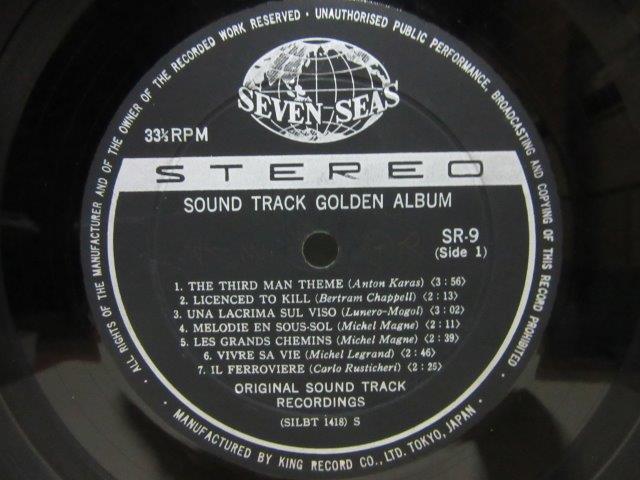 ALL RIGHTS OF THE MANUFACTURER AND OF THE OWNER OF THE RECORDED WORK RESERVED · UNAUTHORISED PUBLIC PERFORMANCE, BROADCASTING AND COPYING OF THIS RECORD PROHIBITED ·
SEVEN SEAS
33⅓RPM
STEREO
SOUND TRACK GOLDEN ALBUM
SR-9
(Side 1)
1. THE THIRD MAN THEME (Anton Karas) <3:56>
2. LICENCED TO KILL (Bertram Chappell) <2:13>
3. UNA LACRIMA SUL VISO (Lunero-Mogol) <3:02>
4. MELODIE EN SOUS-SOL (Michel Magne) <2:11>
5. LES GRANDS CHEMINS (Michel Magne) <2:39>
6. VIVRE SA VIE (Michel Legrand) <2:46>
7. IL FERROVIERE (Carlo Rusticheri) <2:25>
ORIGINAL SOUND TRACK
RECORDINGS
(SILBT 1418) S
MANUFACTURED BY KING RECORD CO., LTD. TOKYO, JAPAN ·